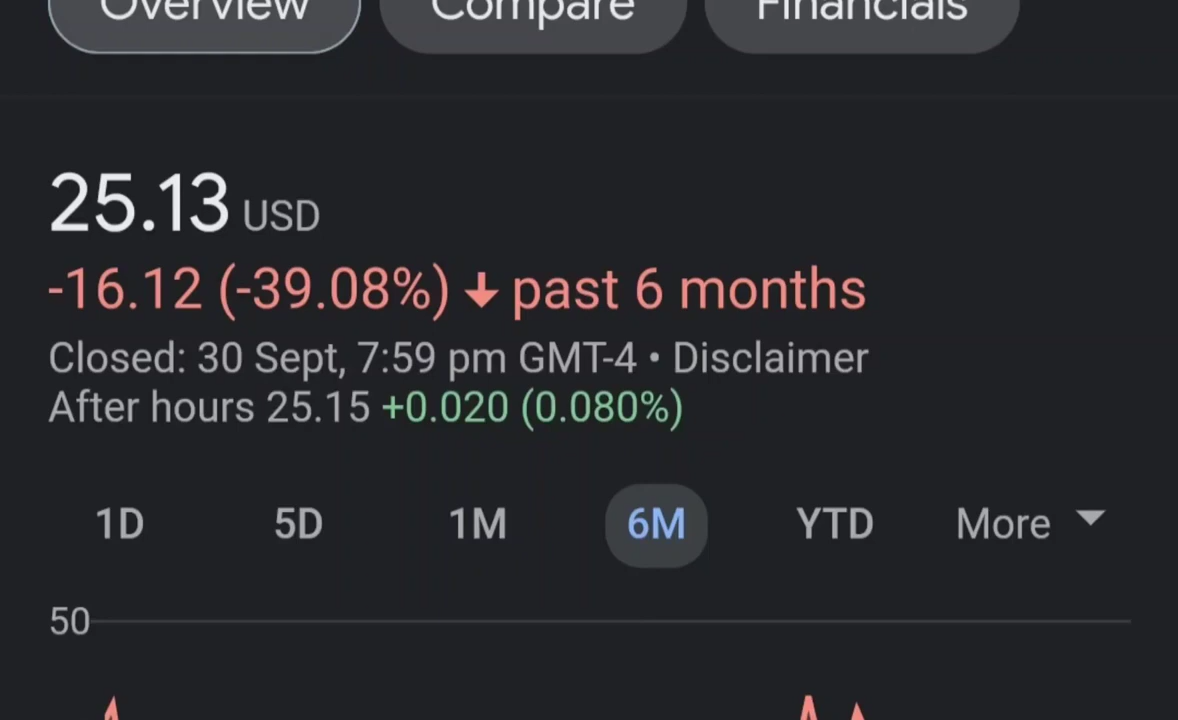 Overview Compare Financials
25.13 USD
-16.12 (-39.08%) ↓ past 6 months
Closed: 30 Sept, 7:59 pm GMT-4 • Disclaimer
After hours 25.15 +0.020 (0.080%)
1D 5D 1M 6M YTD More
50